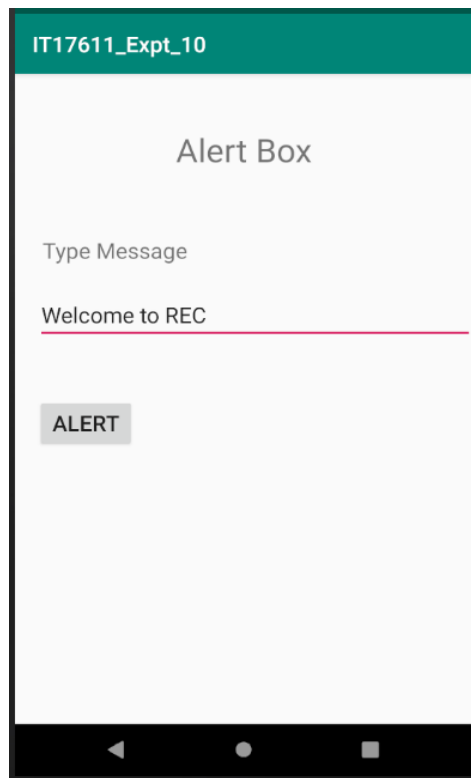 IT17611_Expt_10
Alert Box
Type Message
Welcome to REC
ALERT